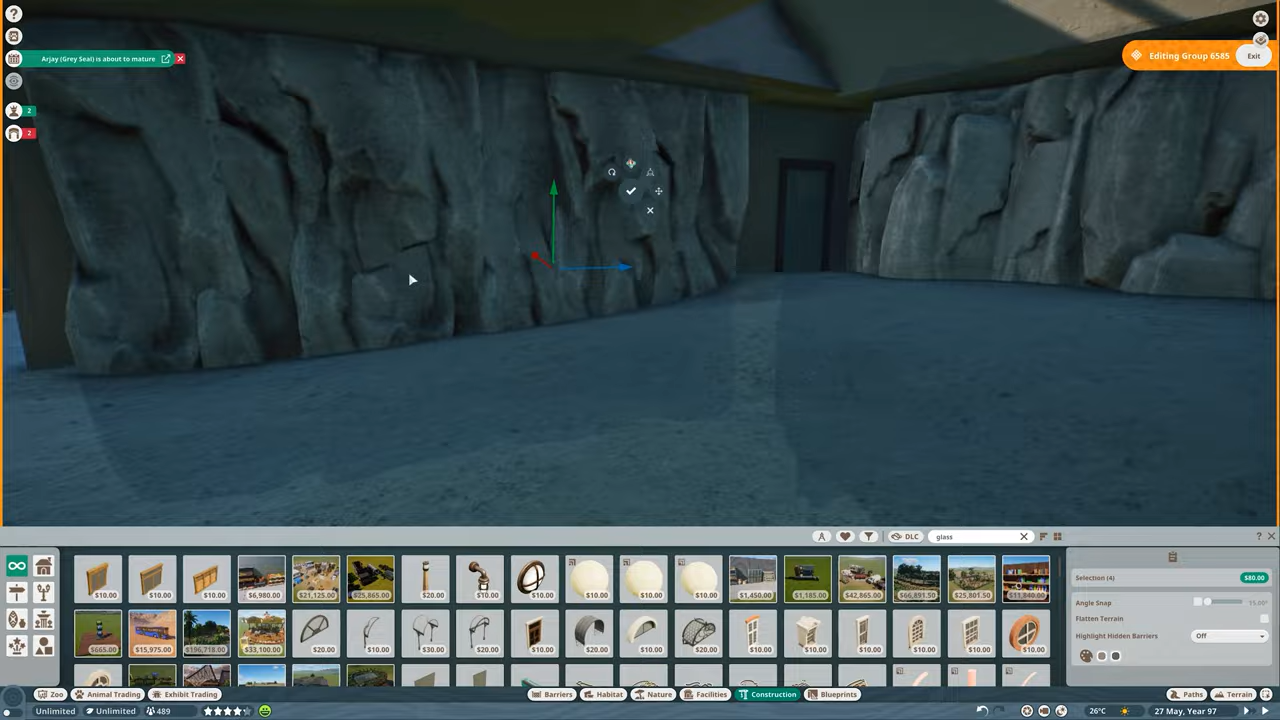 ?
Arjay (Grey Seal) is about to mature
2
2
Editing Group 6585
Exit
DLC
glass
?
$10.00 $10.00 $10.00 $6,980.00 $21,125.00 $25,865.00 $20.00 $10.00 $10.00 $10.00 $10.00 $10.00 $1,450.00 $1,185.00 $42,865.00 $66,891.50 $25,801.50 $11,840.00
$665.00 $15,975.00 $196,718.00 $33,100.00 $20.00 $10.00 $30.00 $20.00 $10.00 $20.00 $10.00 $20.00 $10.00 $10.00 $10.00 $10.00 $10.00 $10.00
Selection (4)
$80.00
Angle Snap
15.00°
Flatten Terrain
Highlight Hidden Barriers
Off
Zoo
Animal Trading
Exhibit Trading
Barriers
Habitat
Nature
Facilities
Construction
Blueprints
Paths
Terrain
Unlimited
Unlimited
489
26°C
27 May, Year 97